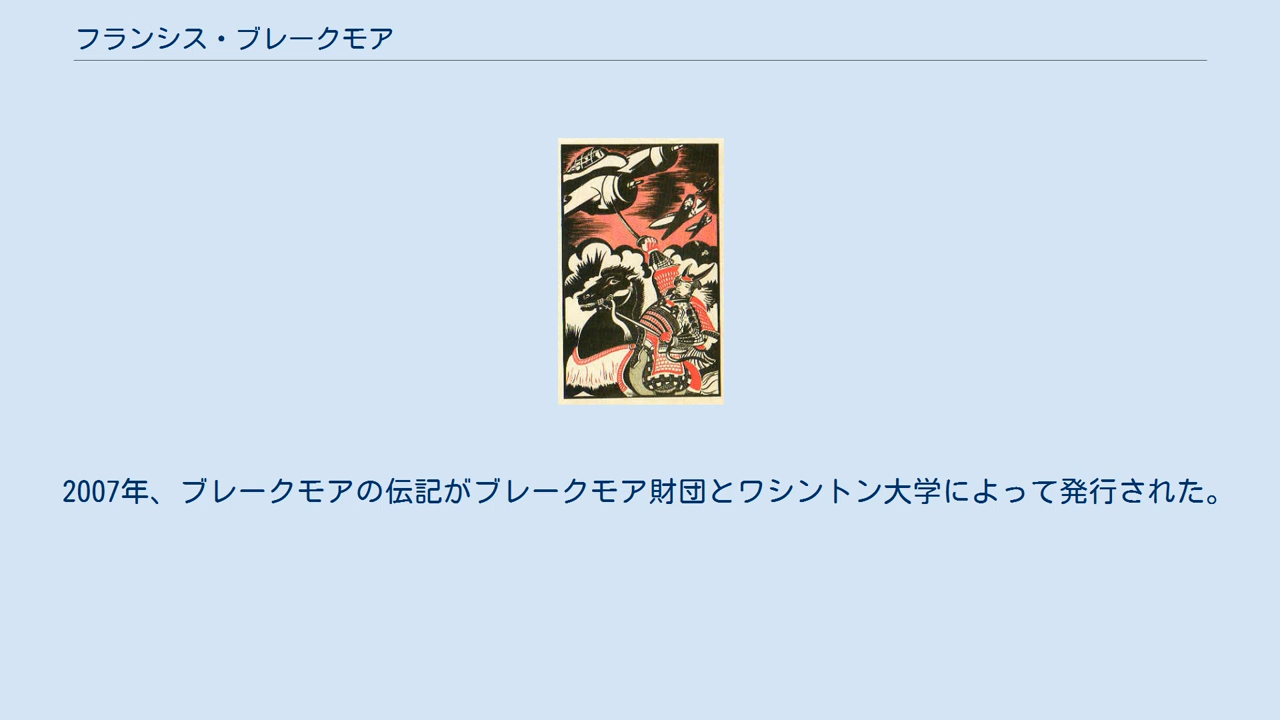 フランシス・ブレークモア
2007年、ブレークモアの伝記がブレークモア財団とワシントン大学によって発行された。